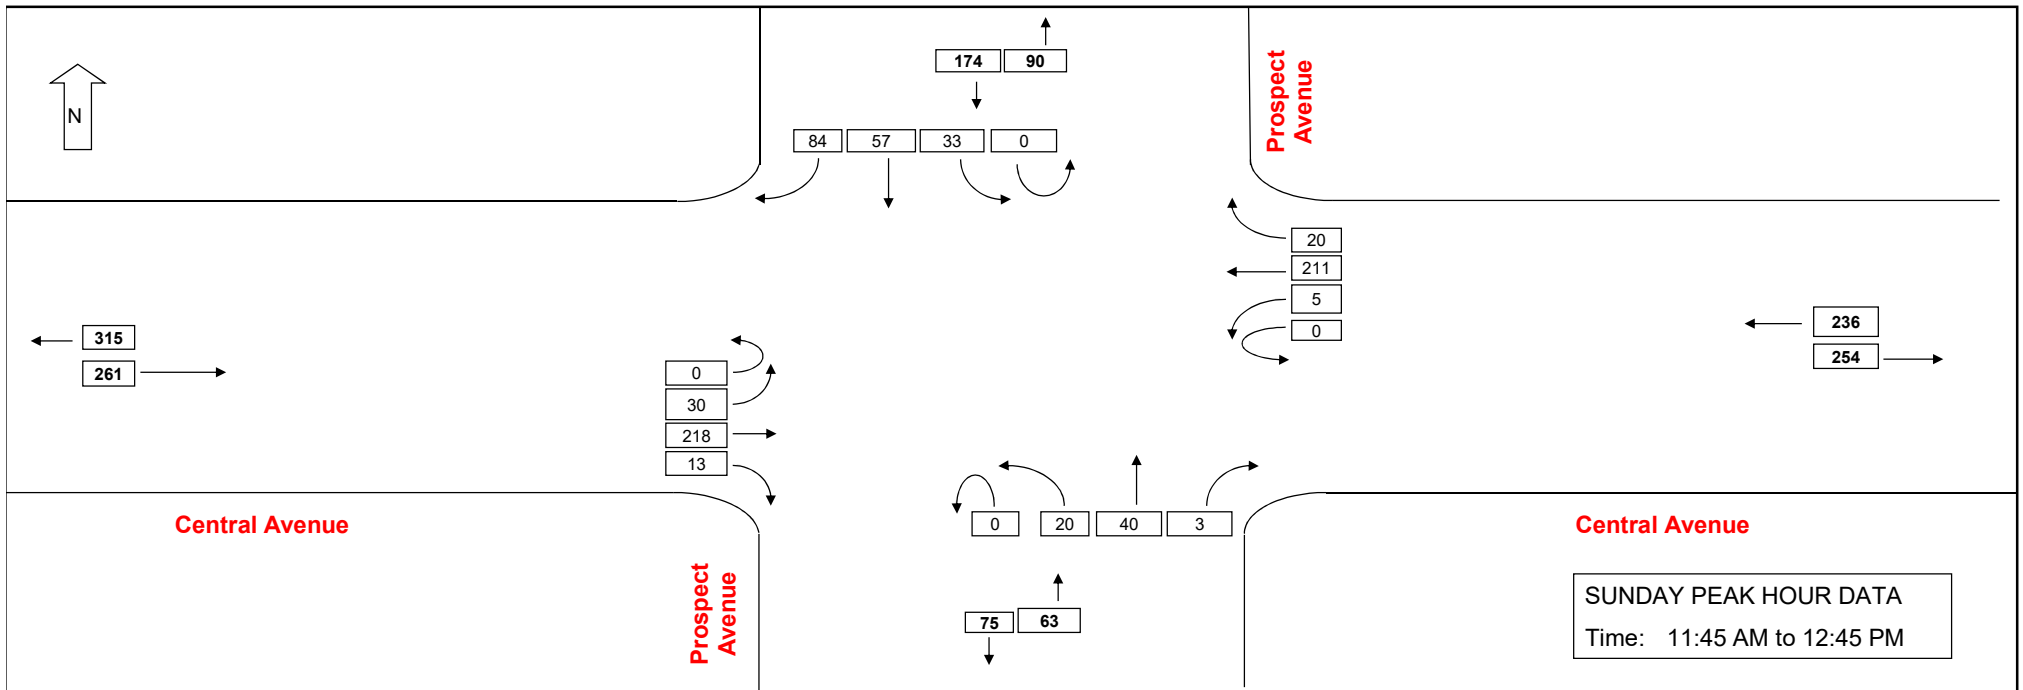 174 90
N
84 57 33 0
Prospect
Avenue
20
211
5
0
315
261
236
254
0
30
218
13
0 20 40 3
Central Avenue
Central Avenue
Prospect
Avenue
75 63
SUNDAY PEAK HOUR DATA
Time: 11:45 AM to 12:45 PM